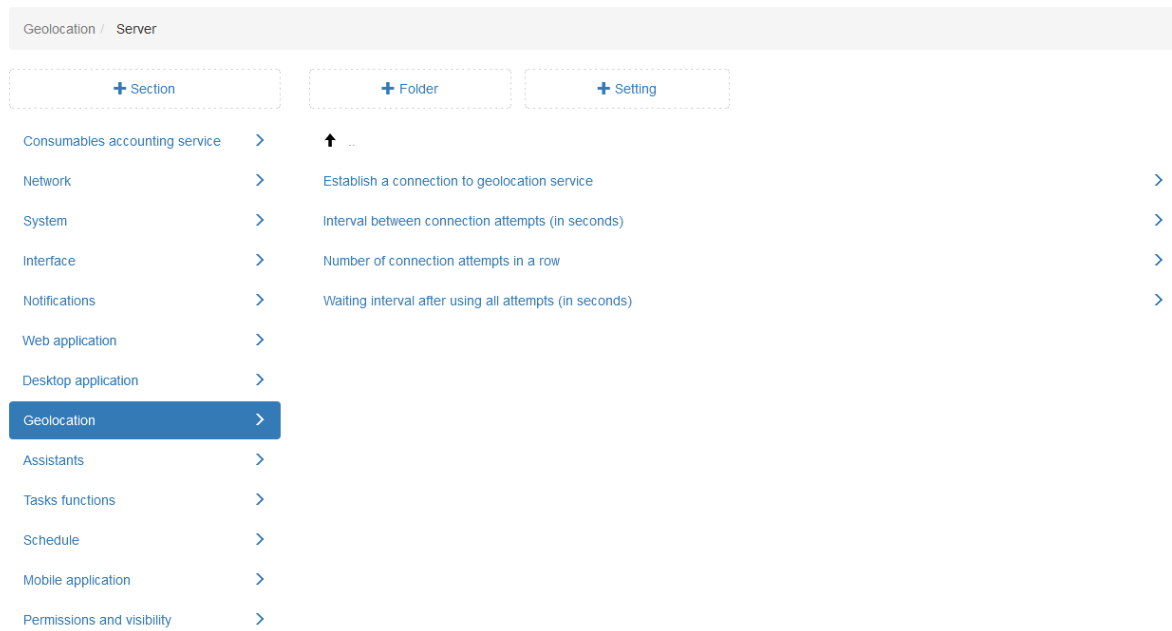 Geolocation / Server
+ Section
+ Folder
+ Setting
Consumables accounting service
Network
System
Interface
Notifications
Web application
Desktop application
Geolocation
Assistants
Tasks functions
Schedule
Mobile application
Permissions and visibility
..
Establish a connection to geolocation service
Interval between connection attempts (in seconds)
Number of connection attempts in a row
Waiting interval after using all attempts (in seconds)